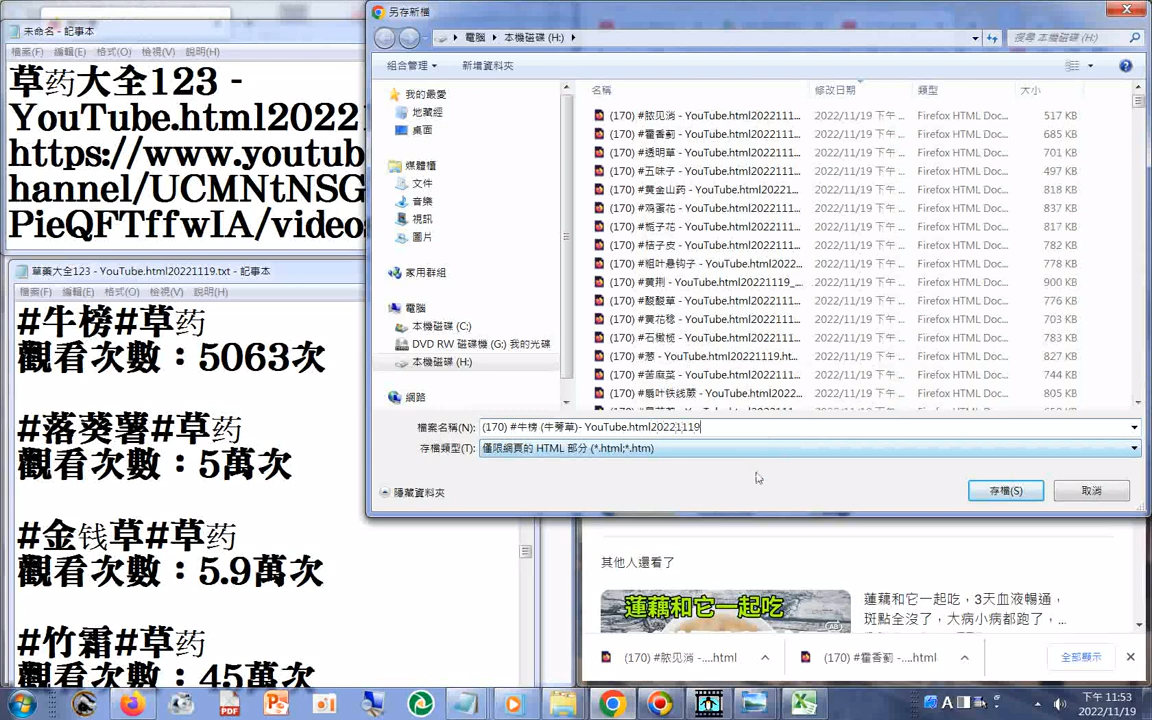 未命名 - 記事本
檔案(F) 編輯(E) 格式(O) 檢視(V) 說明(H)
草药大全123 -
YouTube.html2022
https://www.youtub
hannel/UCMNtNSG
PieQFTffwIA/videos
草藥大全123 - YouTube.html20221119.txt - 記事本
檔案(F) 編輯(E) 格式(O) 檢視(V) 說明(H)
#牛榜#草药
觀看次數：5063次
#落葵薯#草药
觀看次數：5萬次
#金钱草#草药
觀看次數：5.9萬次
#竹霜#草药
觀看次數：45萬次
另存新檔
電腦 本機磁碟 (H:)
搜尋 本機磁碟 (H:)
組合管理 新增資料夾
我的最愛
地藏經
桌面
媒體櫃
文件
音樂
視訊
圖片
家用群組
電腦
本機磁碟 (C:)
DVD RW 磁碟機 (G:) 我的光碟
本機磁碟 (H:)
網路
名稱 修改日期 類型 大小
(170) #脓见消 - YouTube.html2022111... 2022/11/19 下午 ... Firefox HTML Doc... 517 KB
(170) #霍香蓟 - YouTube.html2022111... 2022/11/19 下午 ... Firefox HTML Doc... 685 KB
(170) #透明草 - YouTube.html2022111... 2022/11/19 下午 ... Firefox HTML Doc... 701 KB
(170) #五味子 - YouTube.html2022111... 2022/11/19 下午 ... Firefox HTML Doc... 497 KB
(170) #黄金山药 - YouTube.html20221... 2022/11/19 下午 ... Firefox HTML Doc... 818 KB
(170) #鸡蛋花 - YouTube.html2022111... 2022/11/19 下午 ... Firefox HTML Doc... 837 KB
(170) #栀子花 - YouTube.html2022111... 2022/11/19 下午 ... Firefox HTML Doc... 817 KB
(170) #桔子皮 - YouTube.html2022111... 2022/11/19 下午 ... Firefox HTML Doc... 782 KB
(170) #粗叶悬钩子 - YouTube.html2022... 2022/11/19 下午 ... Firefox HTML Doc... 778 KB
(170) #黄荆 - YouTube.html20221119_... 2022/11/19 下午 ... Firefox HTML Doc... 900 KB
(170) #酸酸草 - YouTube.html2022111... 2022/11/19 下午 ... Firefox HTML Doc... 776 KB
(170) #黄花稔 - YouTube.html2022111... 2022/11/19 下午 ... Firefox HTML Doc... 703 KB
(170) #石橄榄 - YouTube.html2022111... 2022/11/19 下午 ... Firefox HTML Doc... 783 KB
(170) #葱 - YouTube.html20221119.ht... 2022/11/19 下午 ... Firefox HTML Doc... 827 KB
(170) #苦麻菜 - YouTube.html2022111... 2022/11/19 下午 ... Firefox HTML Doc... 744 KB
(170) #扇叶铁线蕨 - YouTube.html2022... 2022/11/19 下午 ... Firefox HTML Doc... 805 KB
檔案名稱(N): (170) #牛榜 (牛蒡草)- YouTube.html20221119
存檔類型(T): 僅限網頁的 HTML 部分 (*.html;*.htm)
隱藏資料夾 存檔(S) 取消
其他人還看了
蓮藕和它一起吃
蓮藕和它一起吃，3天血液暢通，
斑點全沒了，大病小病都跑了，...
(170) #脓见消 -....html (170) #霍香蓟 -....html 全部顯示
下午 11:53
2022/11/19